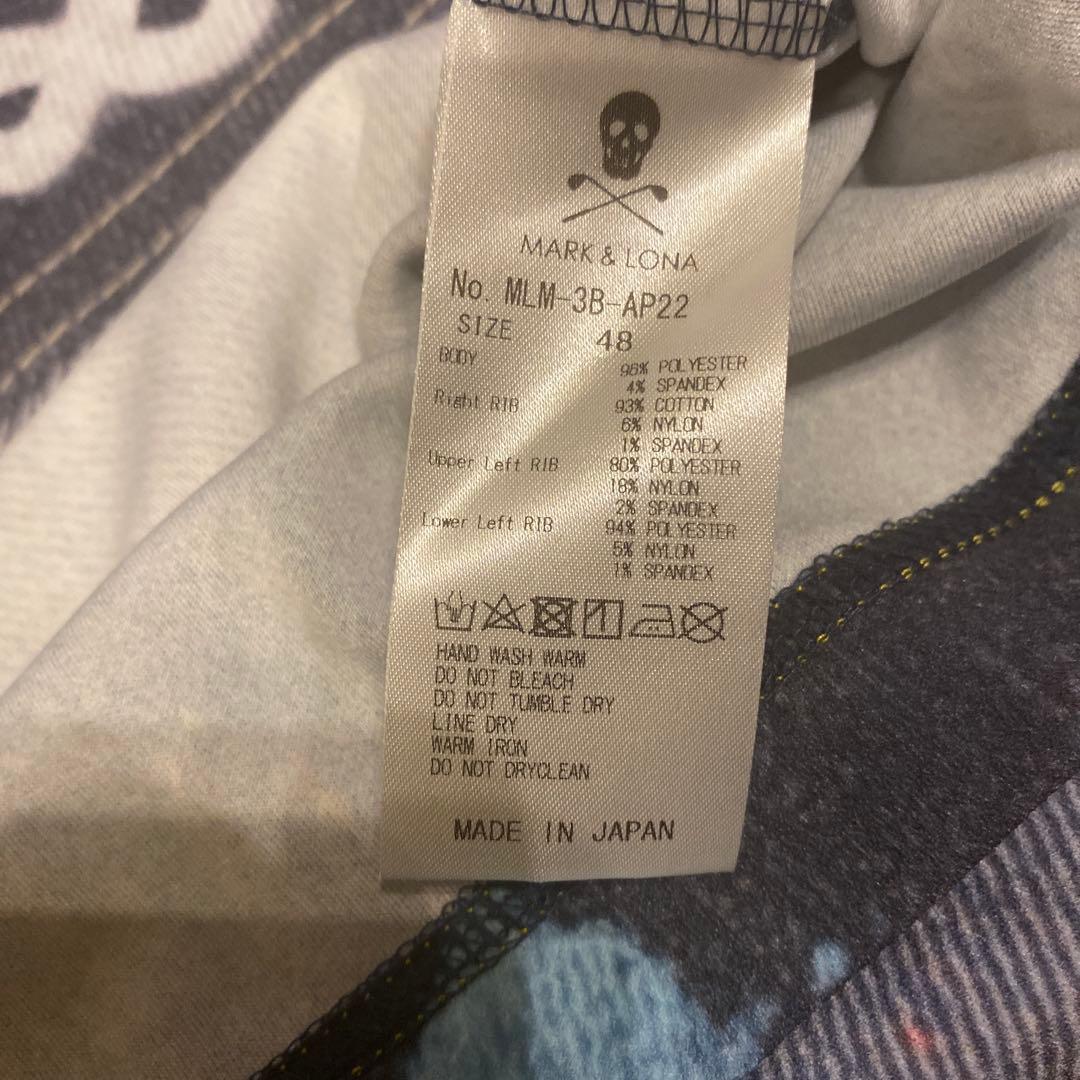 MARK & LONA
No. MLM-3B-AP22
SIZE 48
BODY 96% POLYESTER
4% SPANDEX
Right RIB 93% COTTON
6% NYLON
1% SPANDEX
Upper Left RIB 80% POLYESTER
18% NYLON
2% SPANDEX
Lower Left RIB 94% POLYESTER
5% NYLON
1% SPANDEX
HAND WASH WARM
DO NOT BLEACH
DO NOT TUMBLE DRY
LINE DRY
WARM IRON
DO NOT DRYCLEAN
MADE IN JAPAN